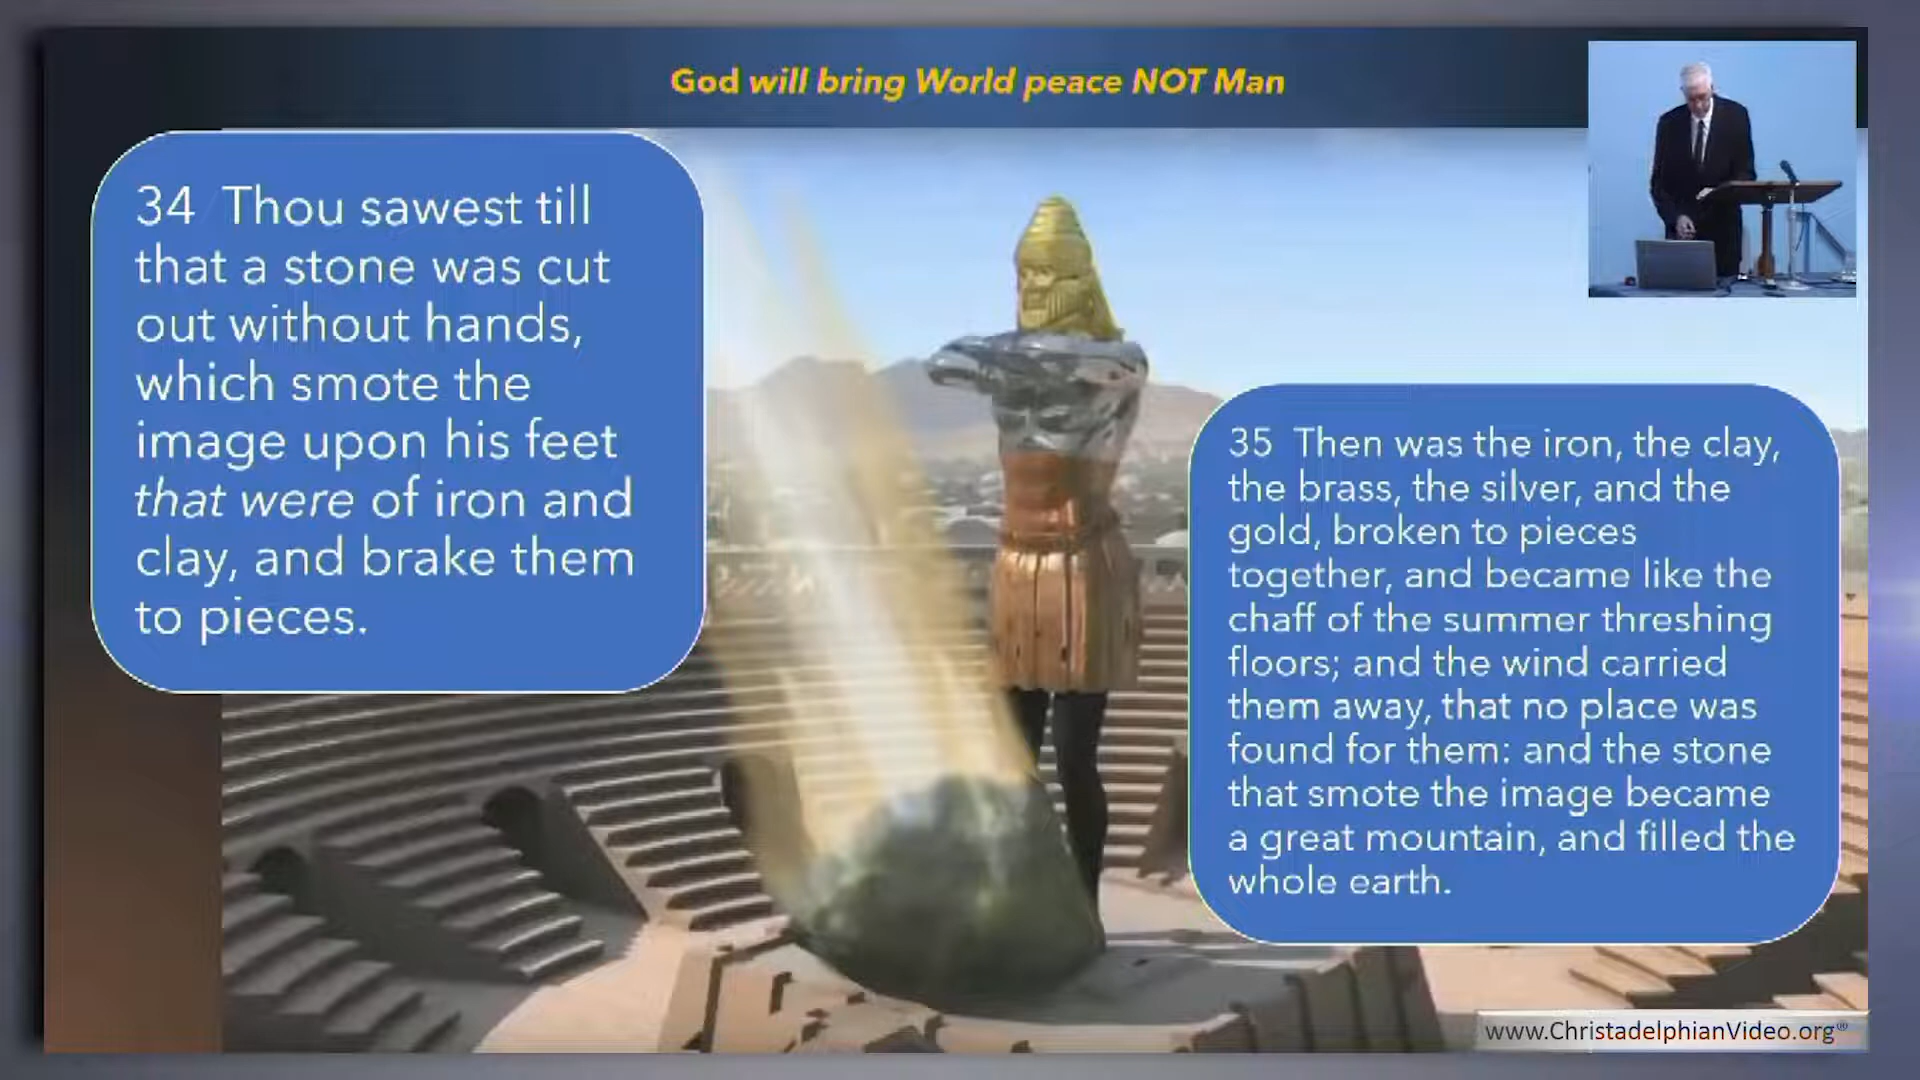 God will bring World peace NOT Man
34 Thou sawest till
that a stone was cut
out without hands,
which smote the
image upon his feet
that were of iron and
clay, and brake them
to pieces.
35 Then was the iron, the clay,
the brass, the silver, and the
gold, broken to pieces
together, and became like the
chaff of the summer threshing
floors; and the wind carried
them away, that no place was
found for them: and the stone
that smote the image became
a great mountain, and filled the
whole earth.
www.ChristadelphianVideo.org®